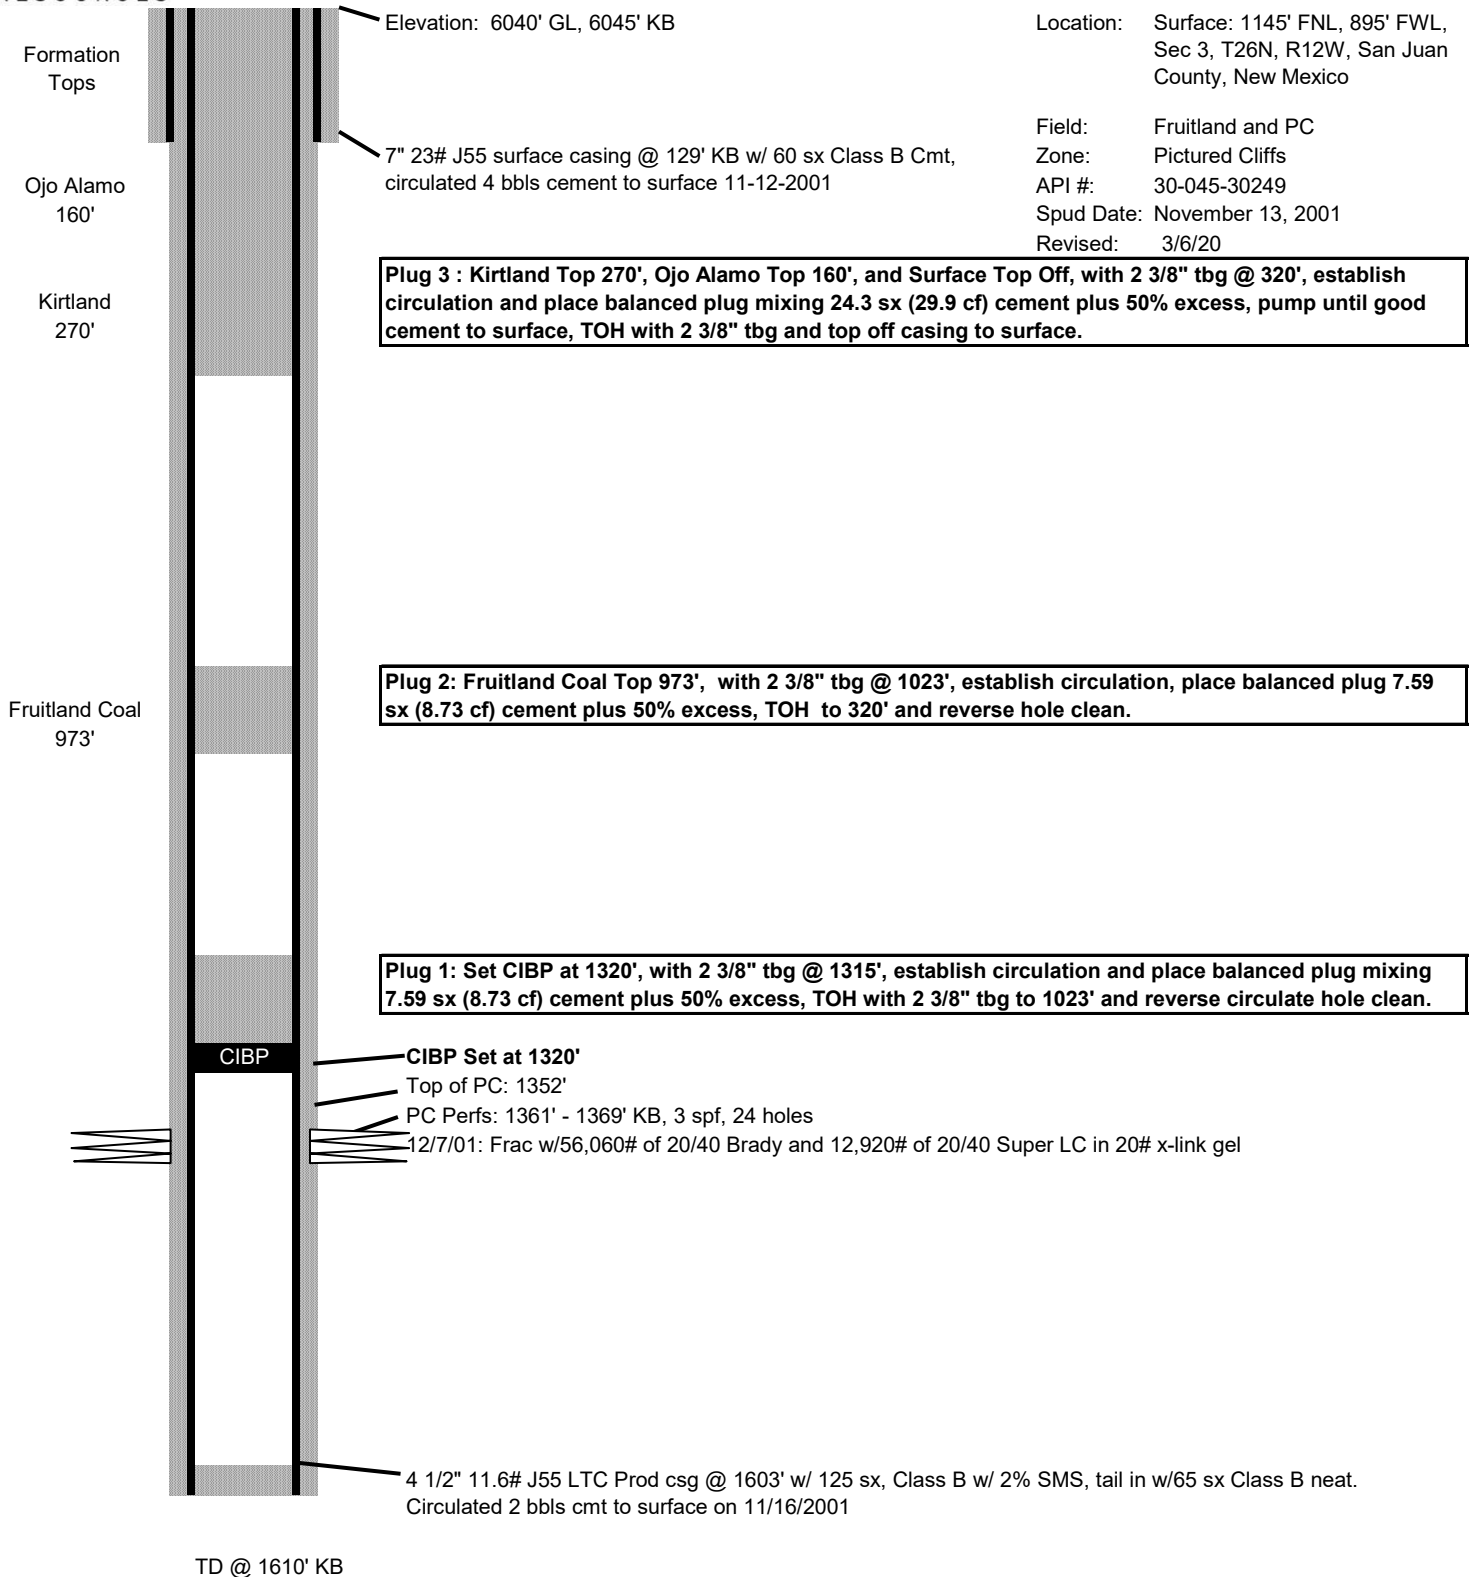 Elevation: 6040' GL, 6045' KB
Location: Surface: 1145' FNL, 895' FWL,
Sec 3, T26N, R12W, San Juan
County, New Mexico
Formation
Tops
Field: Fruitland and PC
Zone: Pictured Cliffs
API #: 30-045-30249
Spud Date: November 13, 2001
Revised: 3/6/20
7" 23# J55 surface casing @ 129' KB w/ 60 sx Class B Cmt,
circulated 4 bbls cement to surface 11-12-2001
Ojo Alamo
160'
Plug 3 : Kirtland Top 270', Ojo Alamo Top 160', and Surface Top Off, with 2 3/8" tbg @ 320', establish
circulation and place balanced plug mixing 24.3 sx (29.9 cf) cement plus 50% excess, pump until good
cement to surface, TOH with 2 3/8" tbg and top off casing to surface.
Kirtland
270'
Plug 2: Fruitland Coal Top 973', with 2 3/8" tbg @ 1023', establish circulation, place balanced plug 7.59
sx (8.73 cf) cement plus 50% excess, TOH to 320' and reverse hole clean.
Fruitland Coal
973'
Plug 1: Set CIBP at 1320', with 2 3/8" tbg @ 1315', establish circulation and place balanced plug mixing
7.59 sx (8.73 cf) cement plus 50% excess, TOH with 2 3/8" tbg to 1023' and reverse circulate hole clean.
CIBP
CIBP Set at 1320'
Top of PC: 1352'
PC Perfs: 1361' - 1369' KB, 3 spf, 24 holes
12/7/01: Frac w/56,060# of 20/40 Brady and 12,920# of 20/40 Super LC in 20# x-link gel
4 1/2" 11.6# J55 LTC Prod csg @ 1603' w/ 125 sx, Class B w/ 2% SMS, tail in w/65 sx Class B neat.
Circulated 2 bbls cmt to surface on 11/16/2001
TD @ 1610' KB